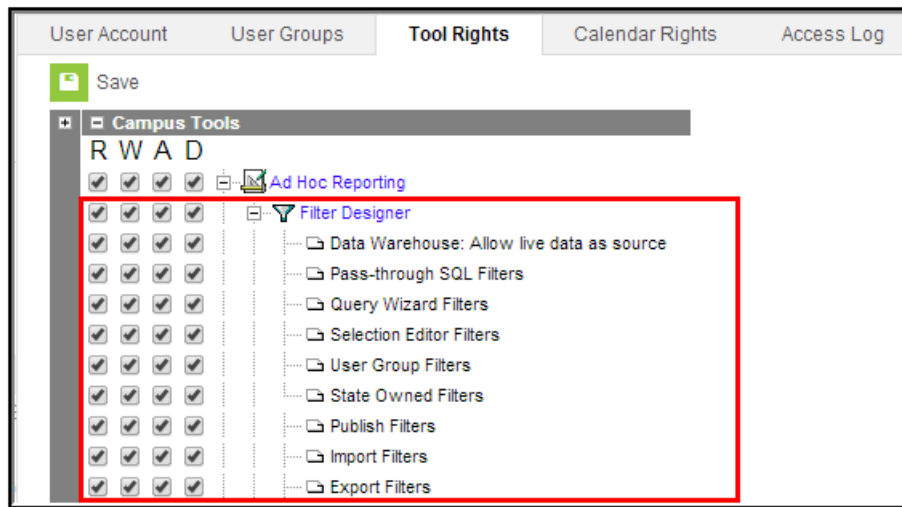 User Account User Groups Tool Rights Calendar Rights Access Log
Save
Campus Tools
R W A D
Ad Hoc Reporting
Filter Designer
Data Warehouse: Allow live data as source
Pass-through SQL Filters
Query Wizard Filters
Selection Editor Filters
User Group Filters
State Owned Filters
Publish Filters
Import Filters
Export Filters